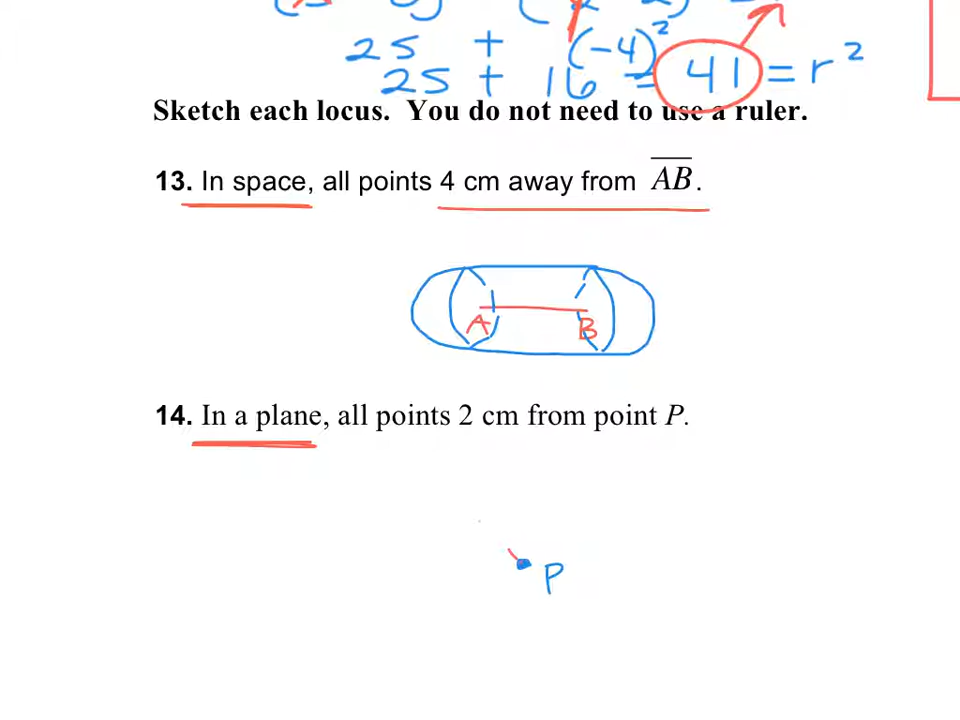 25 + (-4)²
25 + 16 = 41 = r²
Sketch each locus. You do not need to use a ruler.
13. In space, all points 4 cm away from AB.
A B
14. In a plane, all points 2 cm from point P.
P